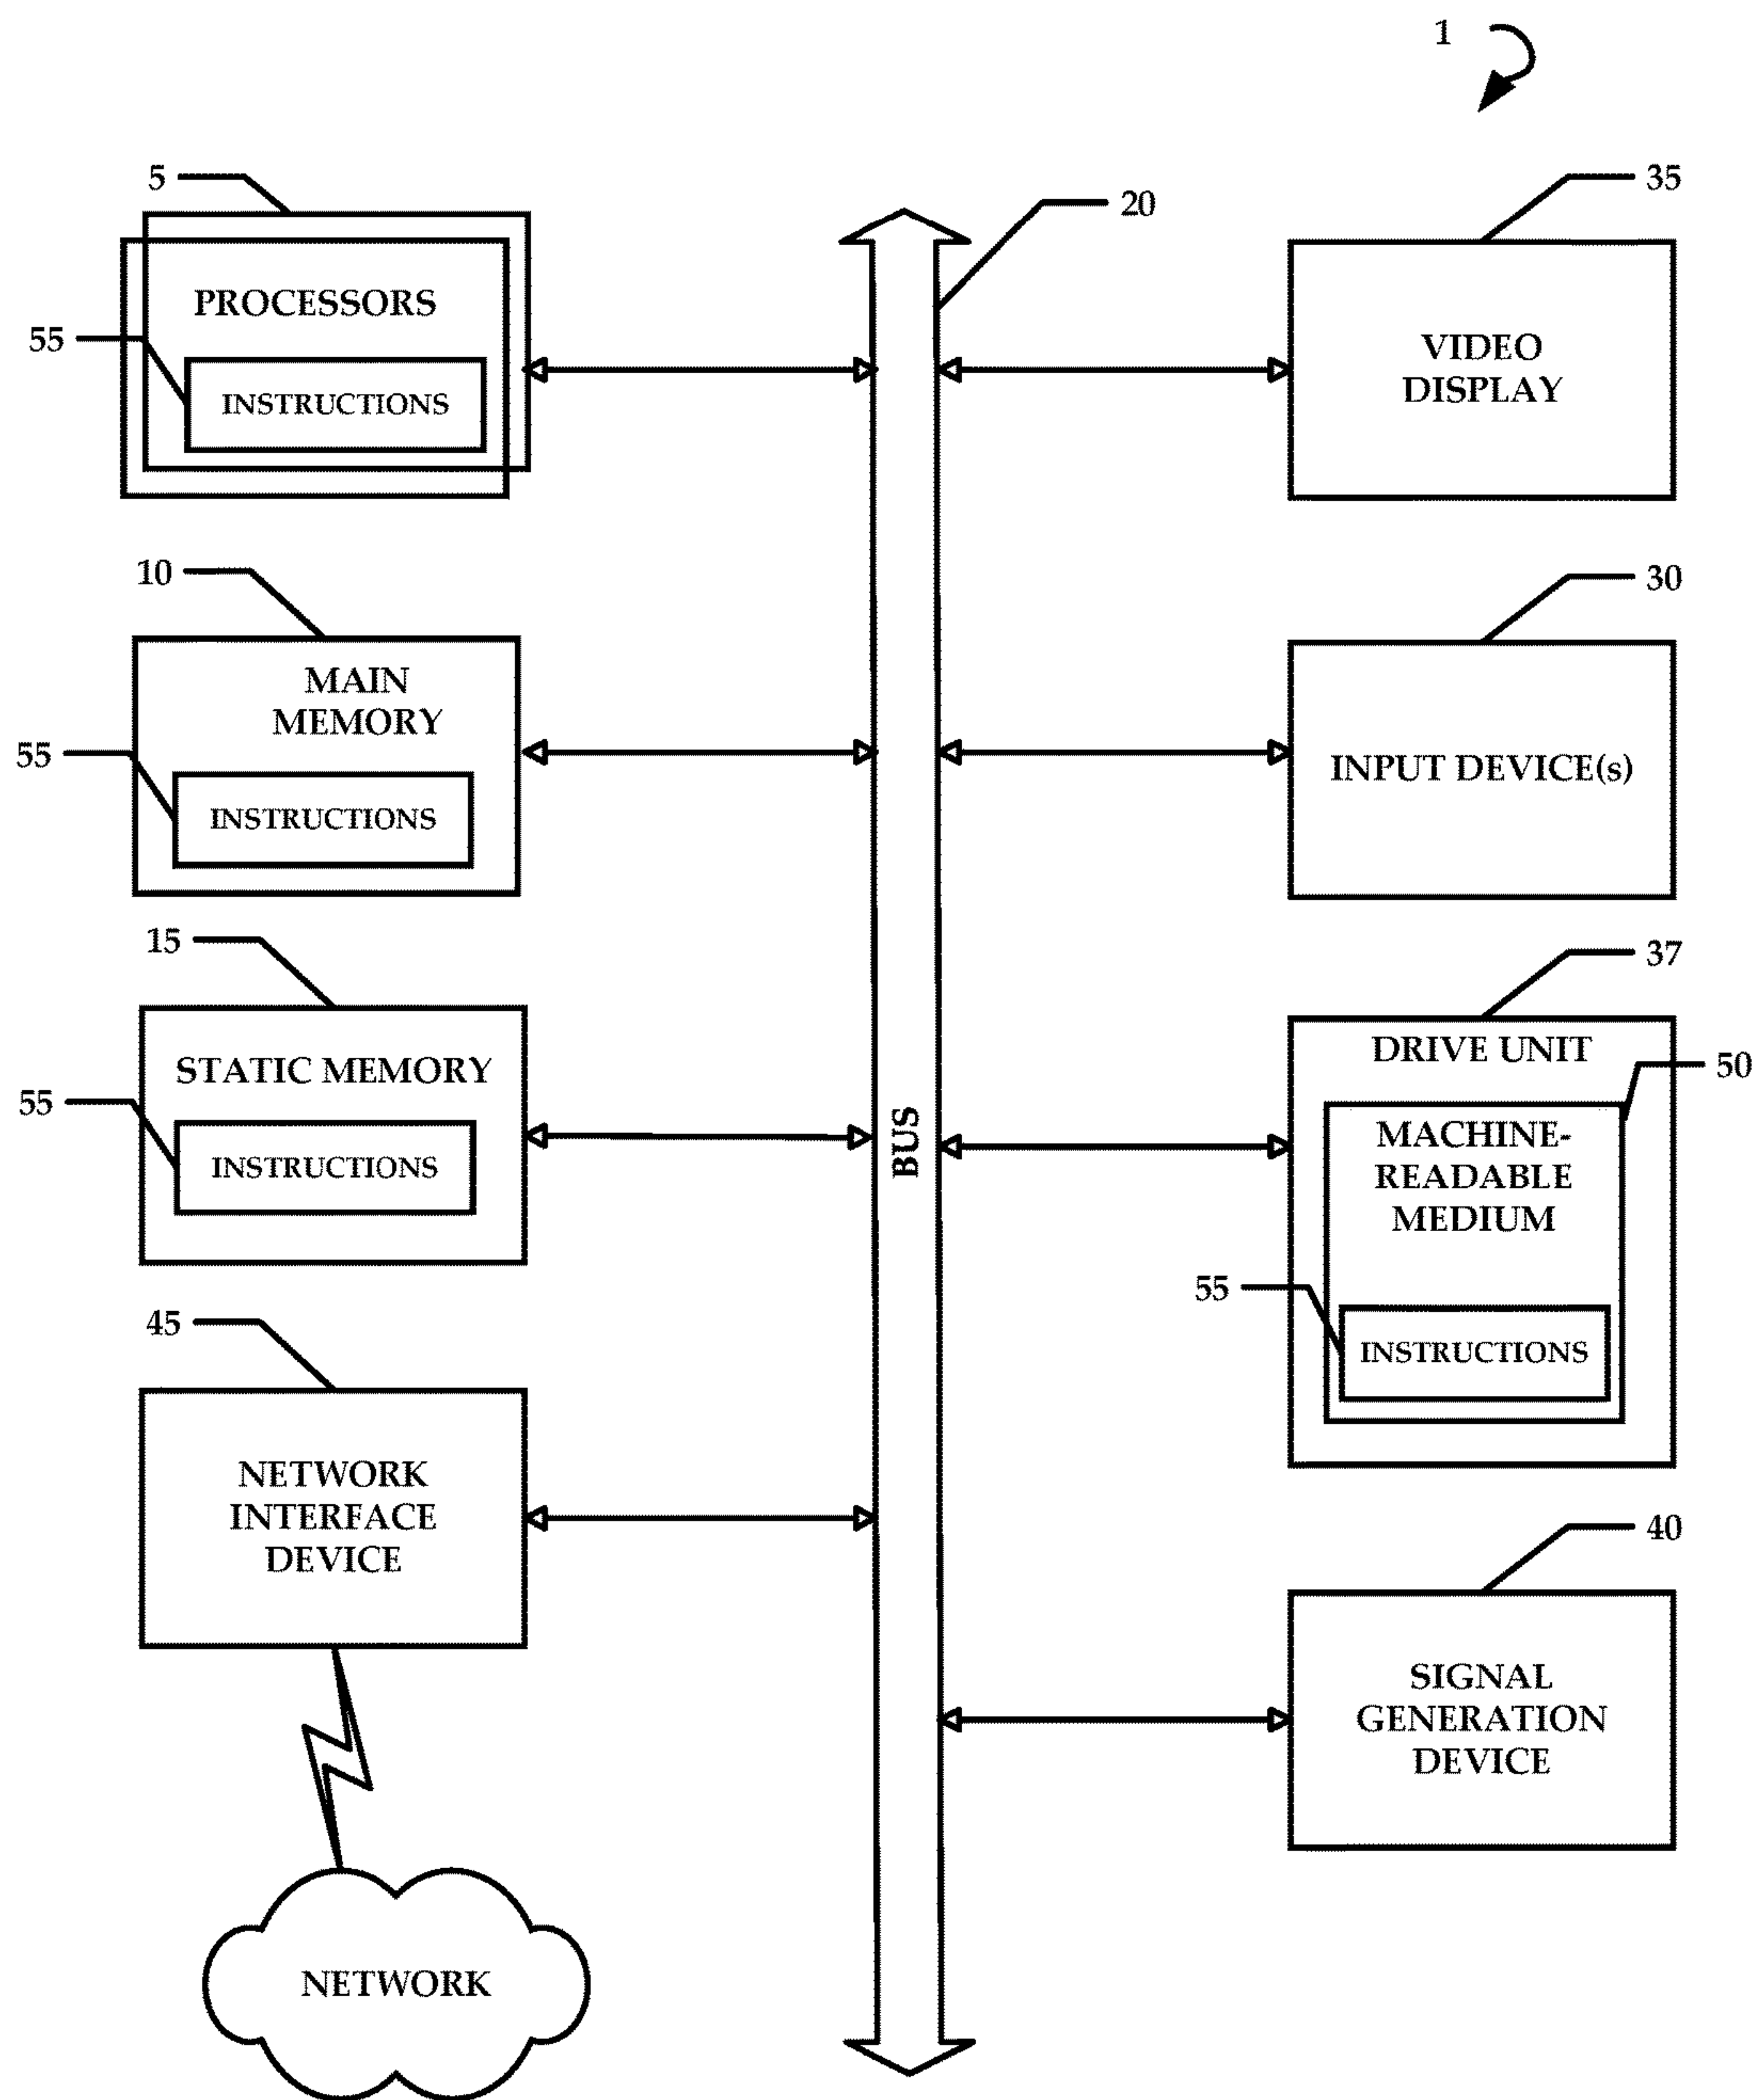 1
5
PROCESSORS
55
INSTRUCTIONS
10
MAIN
MEMORY
55
INSTRUCTIONS
15
STATIC MEMORY
55
INSTRUCTIONS
45
NETWORK
INTERFACE
DEVICE
NETWORK
20
BUS
35
VIDEO
DISPLAY
30
INPUT DEVICE(s)
37
DRIVE UNIT
50
MACHINE-
READABLE
MEDIUM
55
INSTRUCTIONS
40
SIGNAL
GENERATION
DEVICE